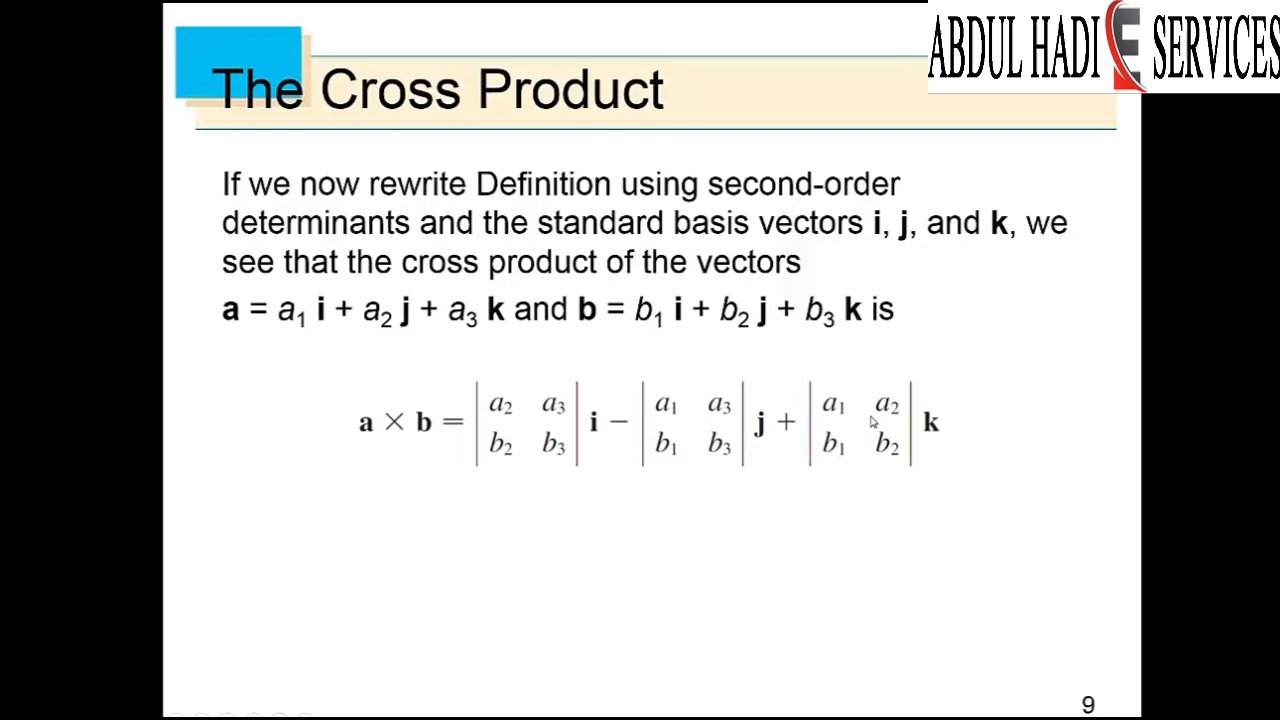 ABDUL HADI E SERVICES
The Cross Product
If we now rewrite Definition using second-order
determinants and the standard basis vectors i, j, and k, we
see that the cross product of the vectors
a = a₁ i + a₂ j + a₃ k and b = b₁ i + b₂ j + b₃ k is
a × b = | a₂ a₃ | i − | a₁ a₃ | j + | a₁ a₂ | k
| b₂ b₃ | | b₁ b₃ | | b₁ b₂ |
9